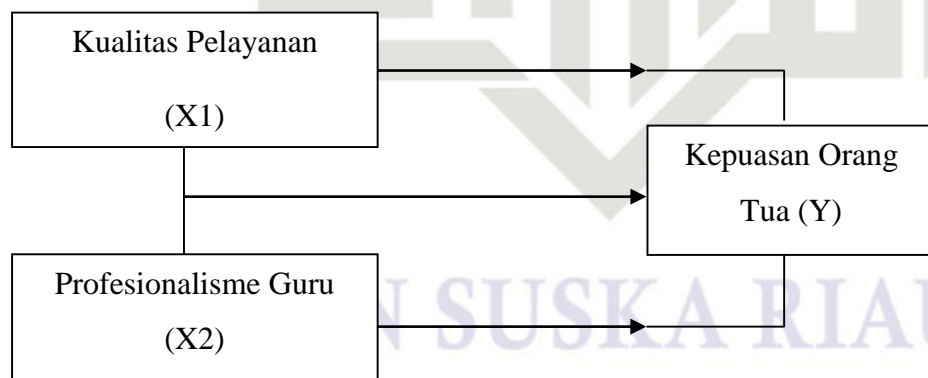 Kualitas Pelayanan
(X1)
Kepuasan Orang
Tua (Y)
Profesionalisme Guru
(X2)
N SUSKA RIAU